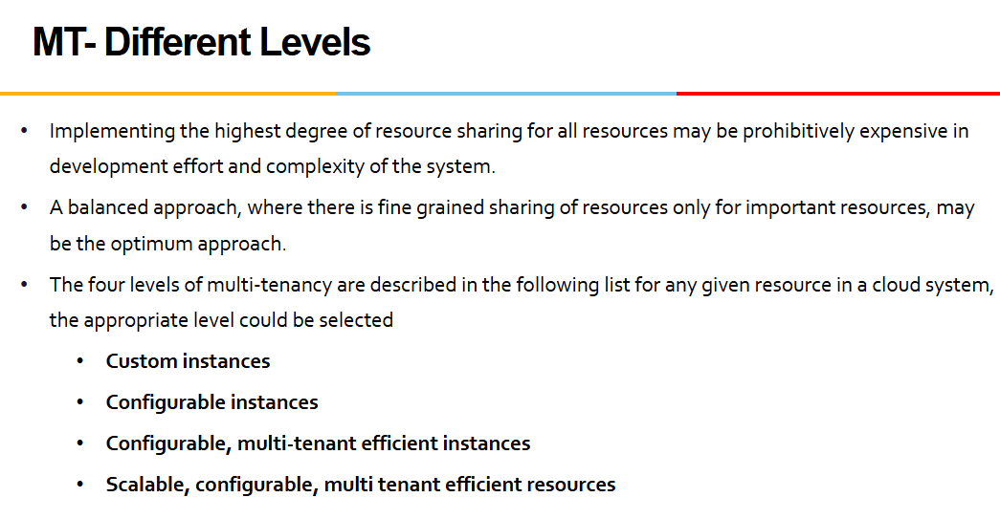 MT- Different Levels
• Implementing the highest degree of resource sharing for all resources may be prohibitively expensive in
development effort and complexity of the system.
• A balanced approach, where there is fine grained sharing of resources only for important resources, may
be the optimum approach.
• The four levels of multi-tenancy are described in the following list for any given resource in a cloud system,
the appropriate level could be selected
• Custom instances
• Configurable instances
• Configurable, multi-tenant efficient instances
• Scalable, configurable, multi tenant efficient resources